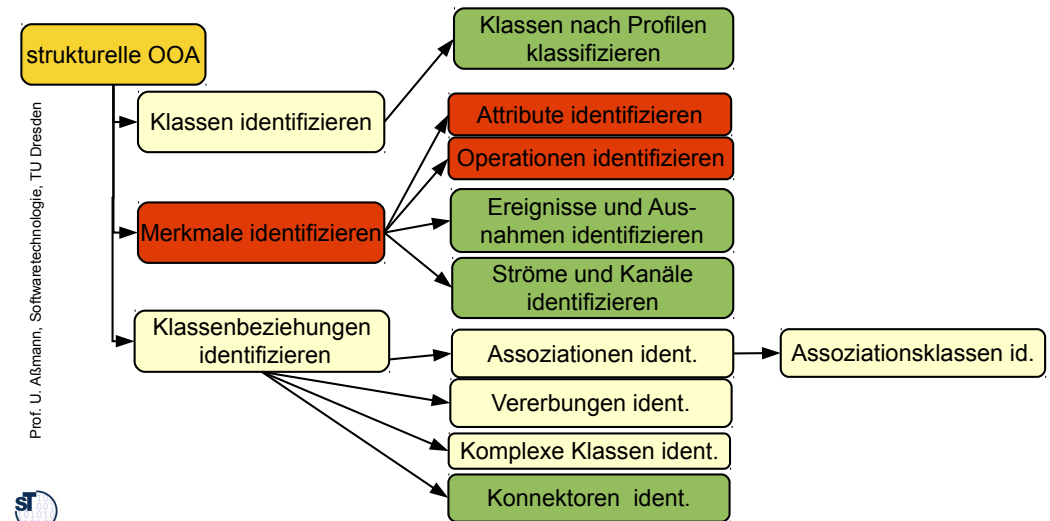 strukturelle OOA
Klassen nach Profilen
klassifizieren
Klassen identifizieren
Attribute identifizieren
Operationen identifizieren
Merkmale identifizieren
Ereignisse und Aus-
nahmen identifizieren
Ströme und Kanäle
identifizieren
Klassenbeziehungen
identifizieren
Assoziationen ident.
Assoziationsklassen id.
Vererbungen ident.
Komplexe Klassen ident.
Konnektoren ident.
Prof. U. Aßmann, Softwaretechnologie, TU Dresden
ST